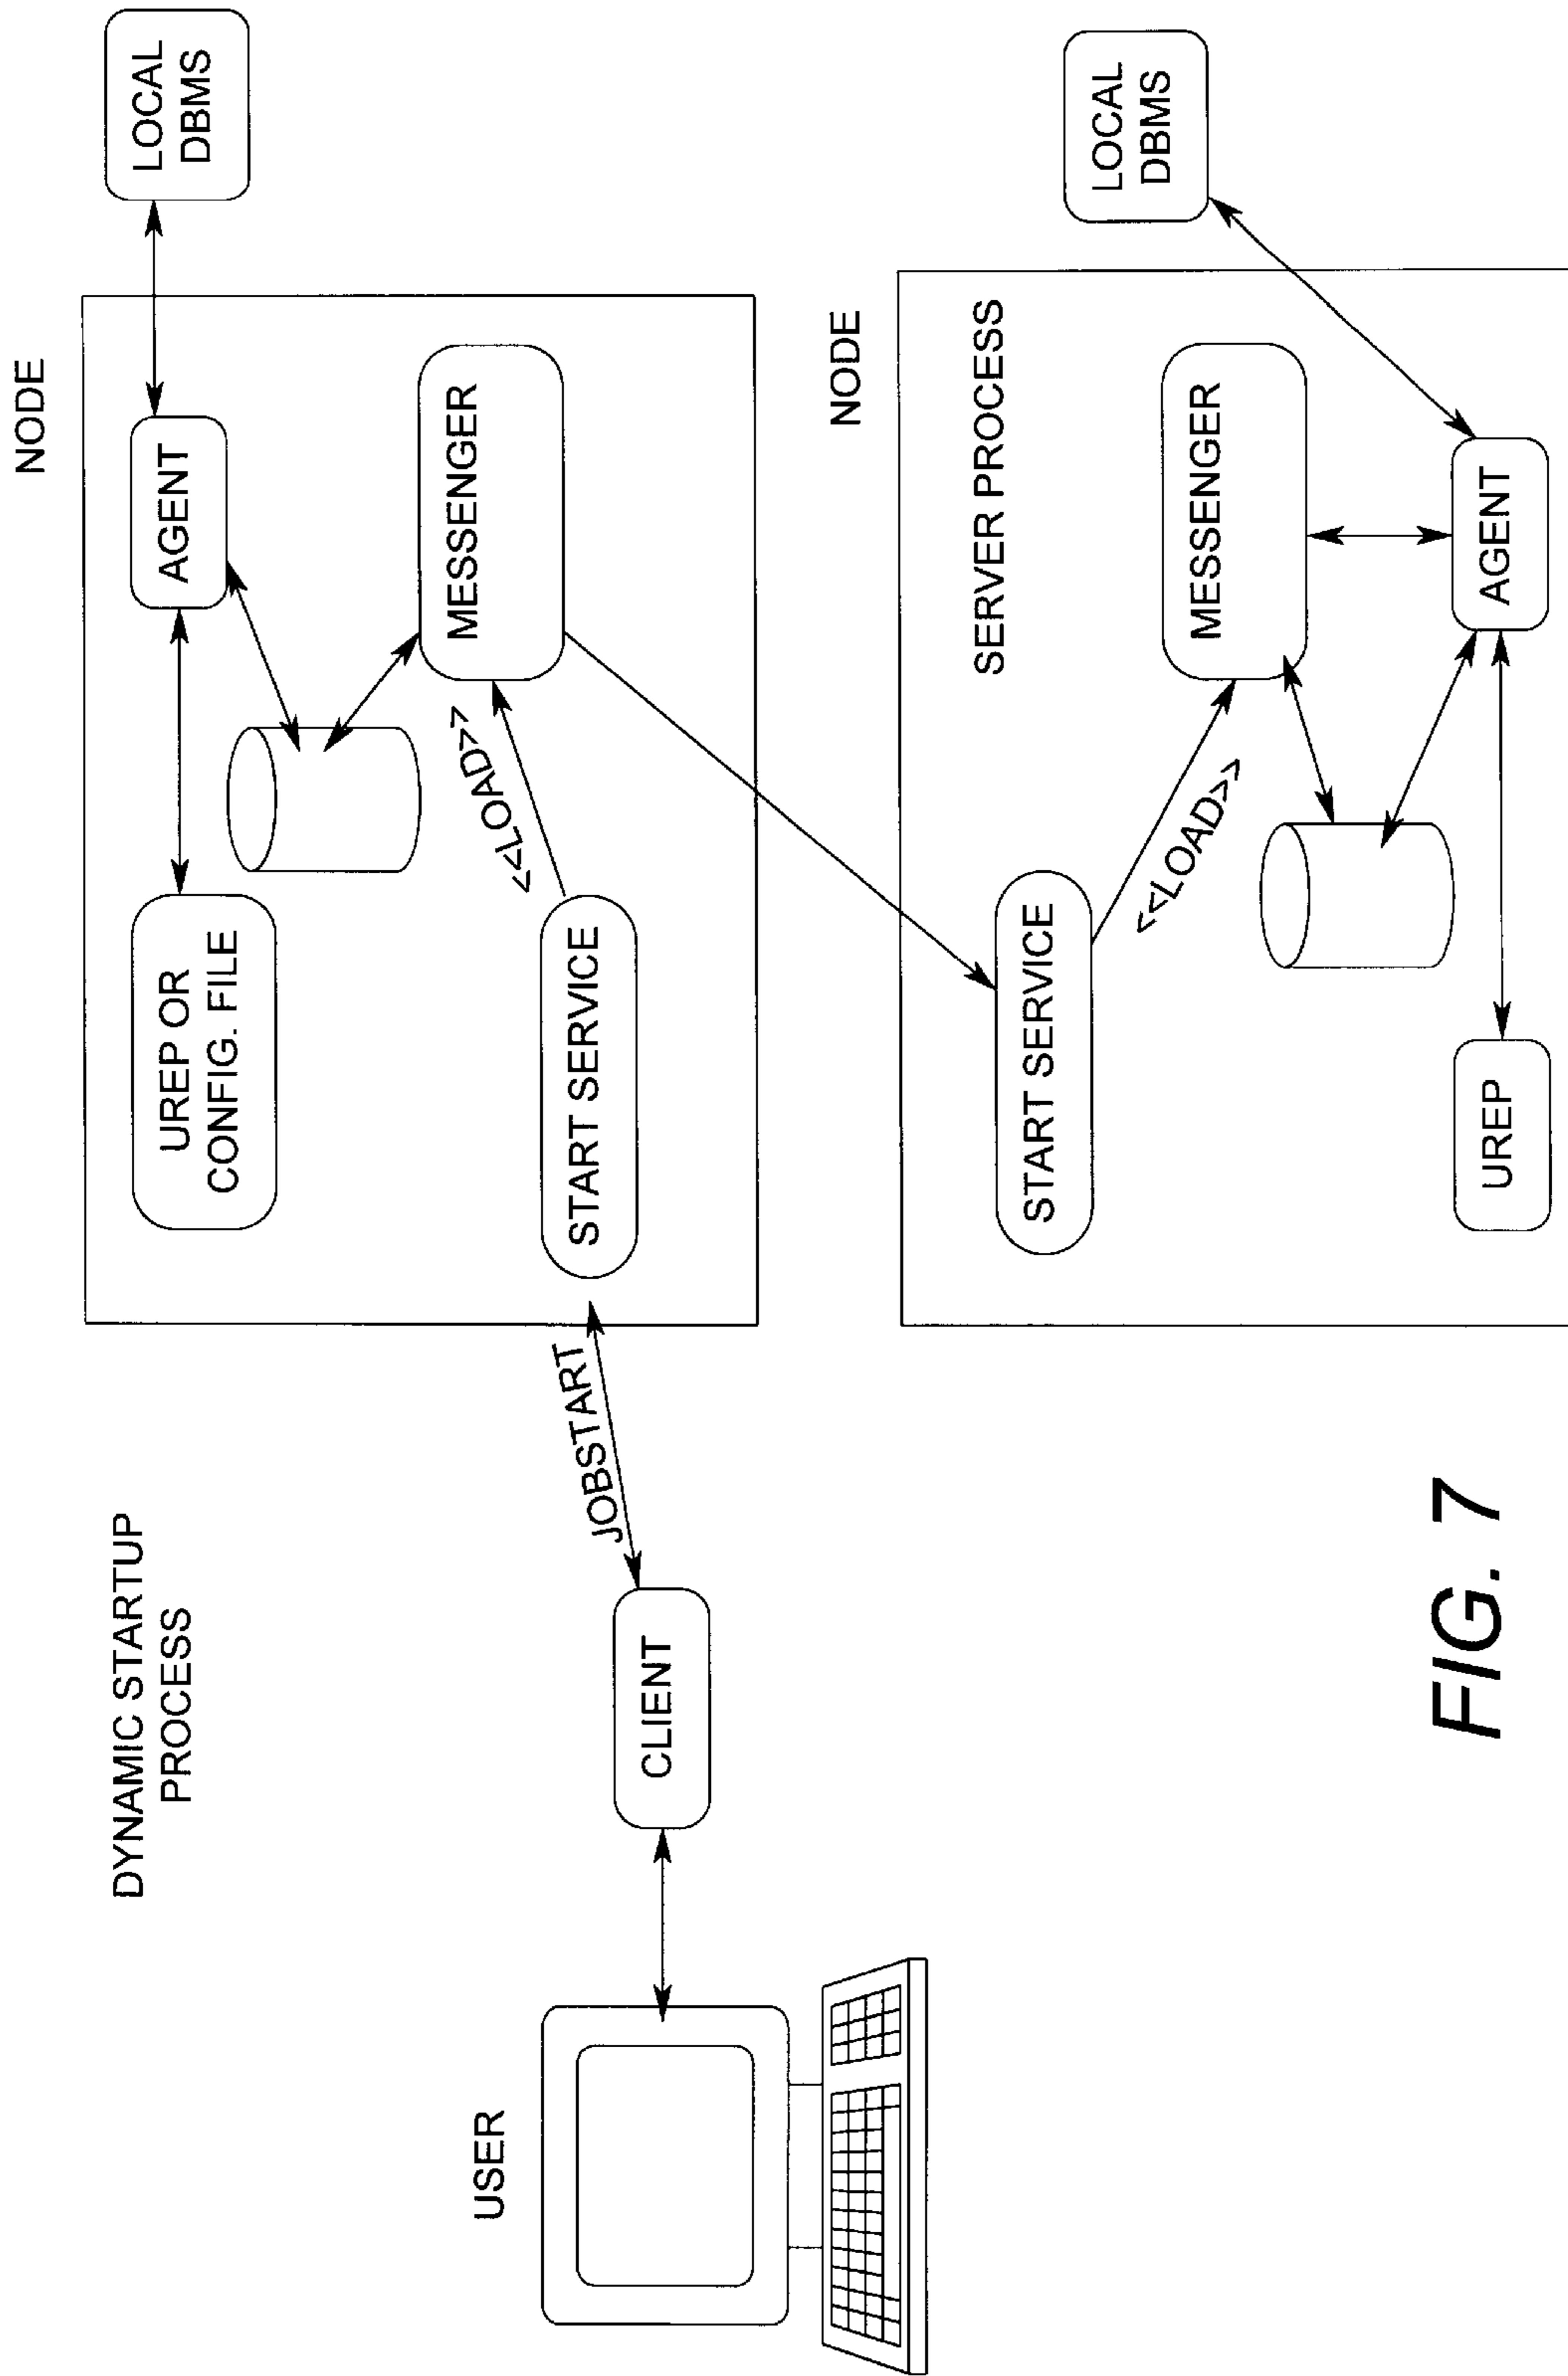 DYNAMIC STARTUP
PROCESS
USER
CLIENT
JOBSTART
NODE
UREP OR
CONFIG. FILE
AGENT
LOCAL
DBMS
START SERVICE
<<LOAD>>
MESSENGER
NODE
SERVER PROCESS
START SERVICE
<<LOAD>>
MESSENGER
LOCAL
DBMS
UREP
AGENT
FIG. 7